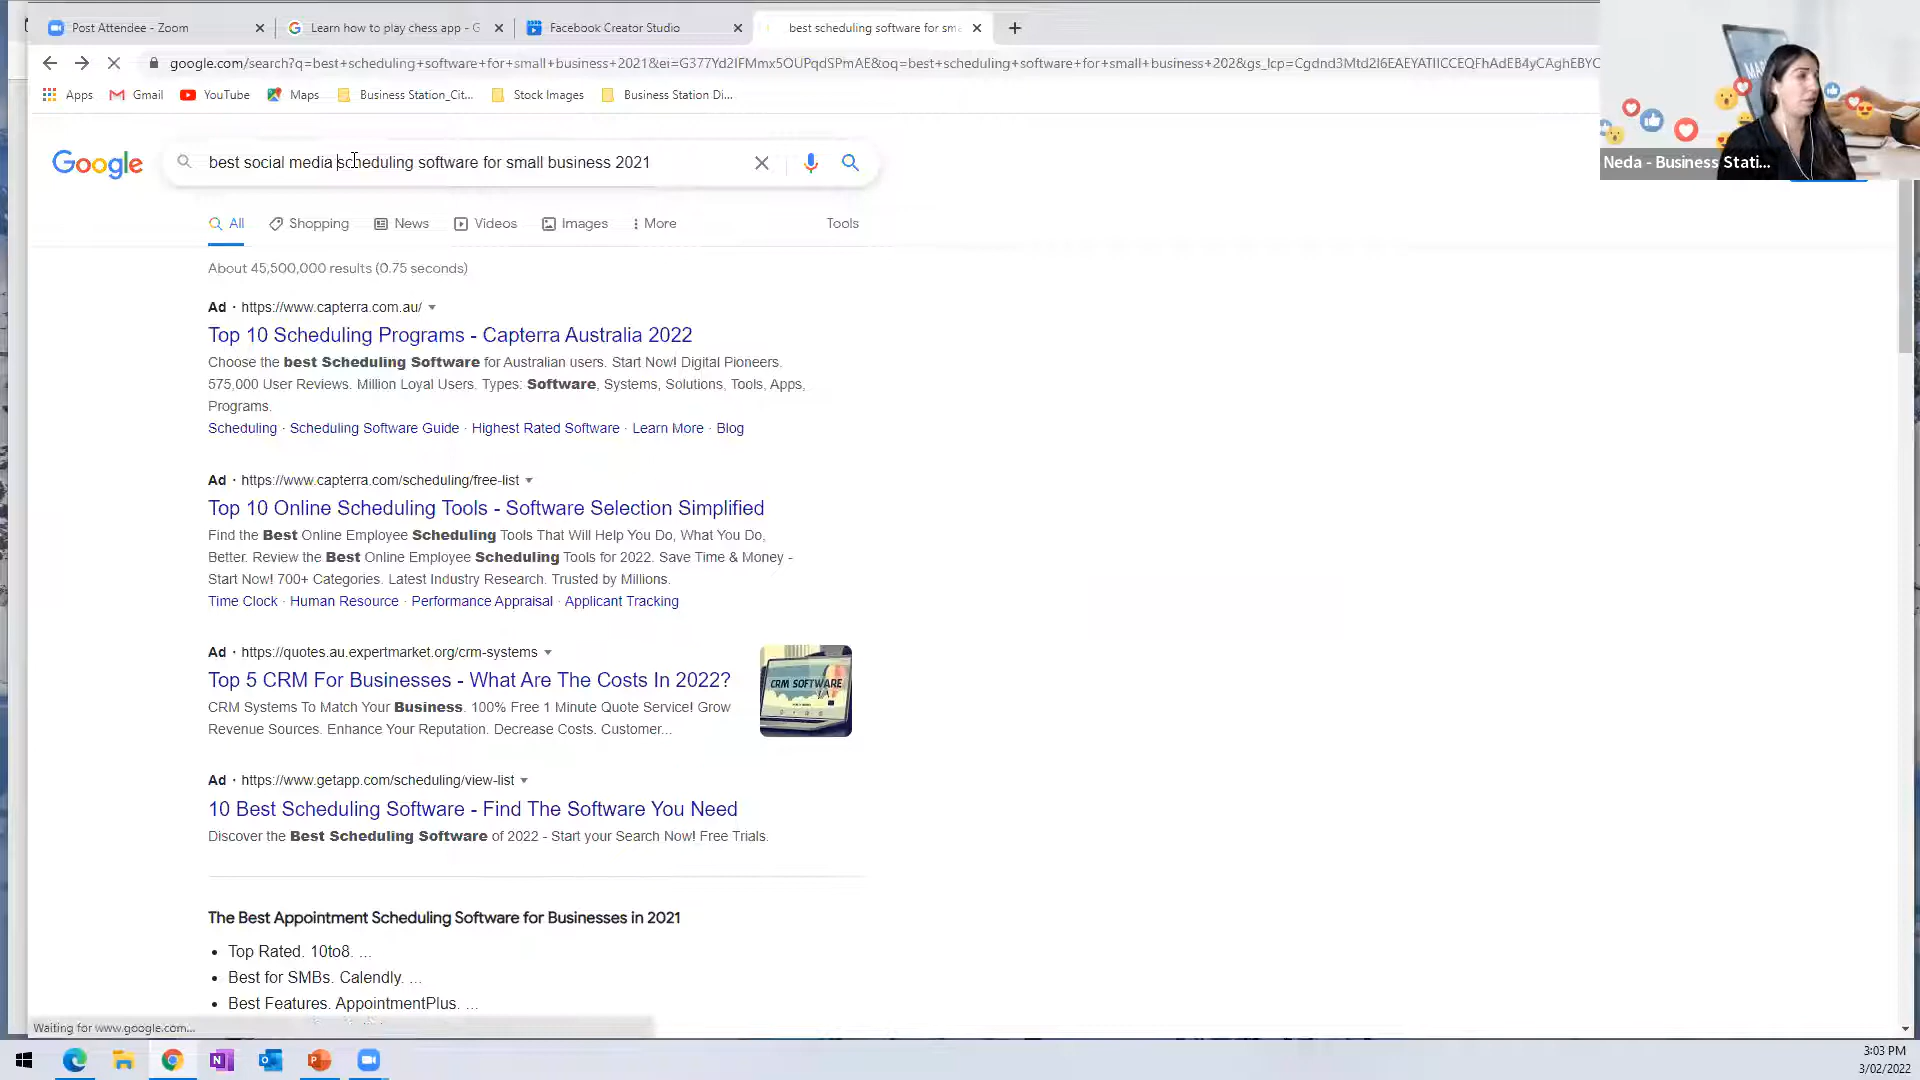 Post Attendee - Zoom
Learn how to play chess app - G
Facebook Creator Studio
best scheduling software for sma
google.com/search?q=best+scheduling+software+for+small+business+2021&ei=G377Yd2IFMmx5OUPqdSPmAE&oq=best+scheduling+software+for+small+business+202&gs_lcp=Cgdnd3Mtd2l6EAEYATIICCEQFhAdEB4yCAghEBYC
Apps
Gmail
YouTube
Maps
Business Station_Cit...
Stock Images
Business Station Di...
Neda - Business Stati...
Google
best social media scheduling software for small business 2021
All
Shopping
News
Videos
Images
More
Tools
About 45,500,000 results (0.75 seconds)
Ad · https://www.capterra.com.au/
Top 10 Scheduling Programs - Capterra Australia 2022
Choose the best Scheduling Software for Australian users. Start Now! Digital Pioneers.
575,000 User Reviews. Million Loyal Users. Types: Software, Systems, Solutions, Tools, Apps,
Programs.
Scheduling · Scheduling Software Guide · Highest Rated Software · Learn More · Blog
Ad · https://www.capterra.com/scheduling/free-list
Top 10 Online Scheduling Tools - Software Selection Simplified
Find the Best Online Employee Scheduling Tools That Will Help You Do, What You Do,
Better. Review the Best Online Employee Scheduling Tools for 2022. Save Time & Money -
Start Now! 700+ Categories. Latest Industry Research. Trusted by Millions.
Time Clock · Human Resource · Performance Appraisal · Applicant Tracking
Ad · https://quotes.au.expertmarket.org/crm-systems
Top 5 CRM For Businesses - What Are The Costs In 2022?
CRM Systems To Match Your Business. 100% Free 1 Minute Quote Service! Grow
Revenue Sources. Enhance Your Reputation. Decrease Costs. Customer...
CRM SOFTWARE
Ad · https://www.getapp.com/scheduling/view-list
10 Best Scheduling Software - Find The Software You Need
Discover the Best Scheduling Software of 2022 - Start your Search Now! Free Trials.
The Best Appointment Scheduling Software for Businesses in 2021
• Top Rated. 10to8. ...
• Best for SMBs. Calendly. ...
• Best Features. AppointmentPlus. ...
Waiting for www.google.com...
3:03 PM
3/02/2022